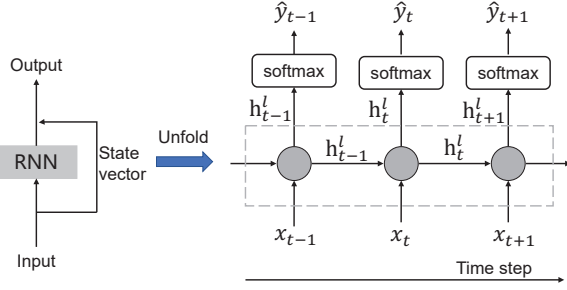 Output
RNN
State
vector
Input
Unfold
ŷₜ₋₁ ŷₜ ŷₜ₊₁
softmax softmax softmax
hˡₜ₋₁ hˡₜ hˡₜ₊₁
hˡₜ₋₁ hˡₜ
xₜ₋₁ xₜ xₜ₊₁
Time step